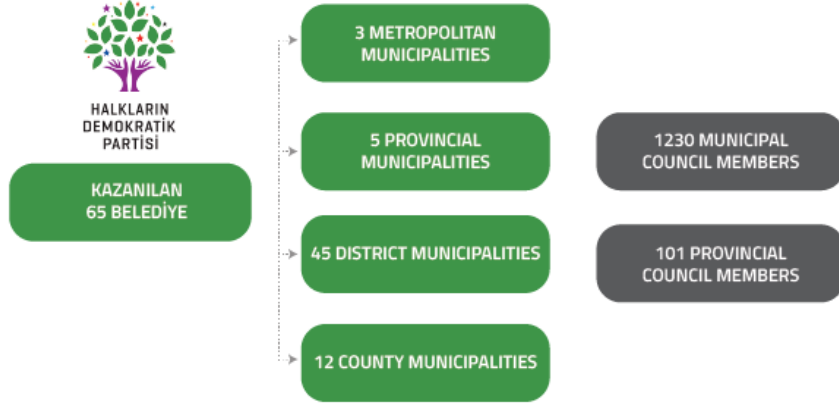 HALKLARIN
DEMOKRATİK
PARTİSİ
KAZANILAN
65 BELEDİYE
3 METROPOLITAN
MUNICIPALITIES
5 PROVINCIAL
MUNICIPALITIES
45 DISTRICT MUNICIPALITIES
12 COUNTY MUNICIPALITIES
1230 MUNICIPAL
COUNCIL MEMBERS
101 PROVINCIAL
COUNCIL MEMBERS